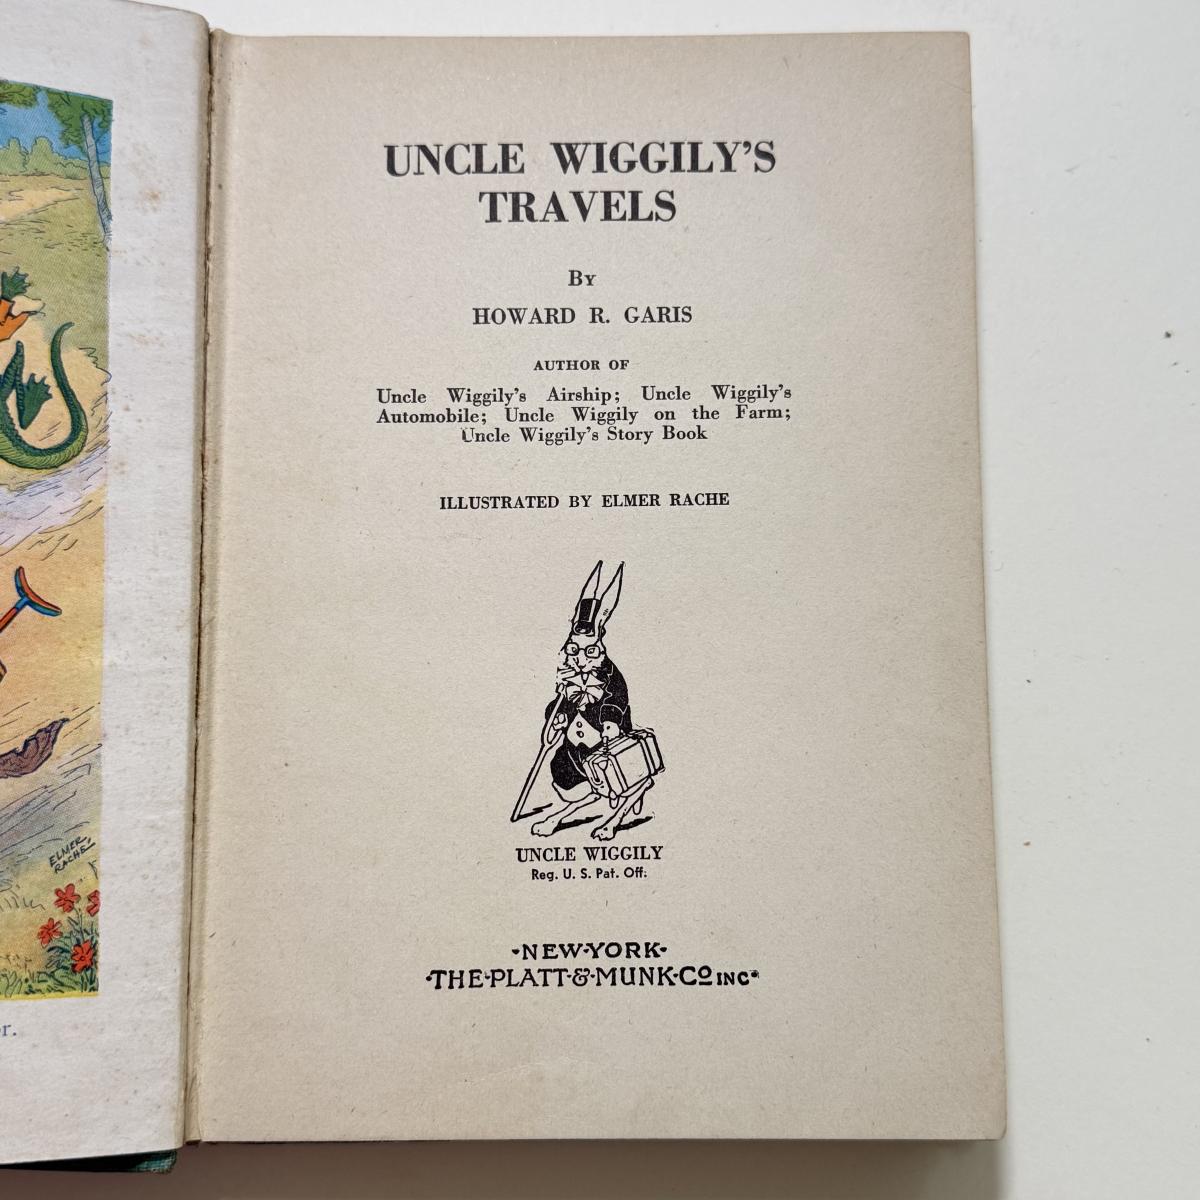 UNCLE WIGGILY'S
TRAVELS
By
HOWARD R. GARIS
AUTHOR OF
Uncle Wiggily's Airship; Uncle Wiggily's
Automobile; Uncle Wiggily on the Farm;
Uncle Wiggily's Story Book
ILLUSTRATED BY ELMER RACHE
UNCLE WIGGILY
Reg. U. S. Pat. Off.
·NEW·YORK·
·THE·PLATT·&·MUNK·CO INC·
ELMER
RACHE
r.